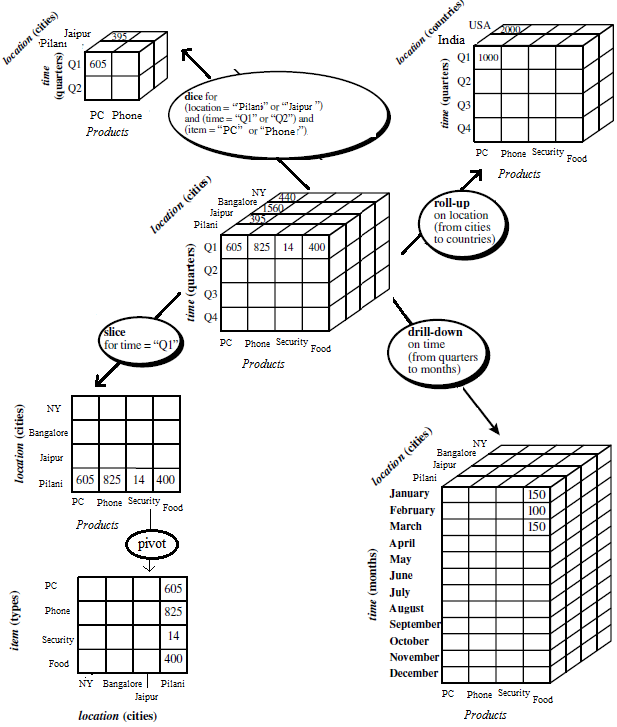 location (cities)
Jaipur
Pilani
395
time
(quarters)
Q1
605
Q2
PC Phone
Products
dice for
(location = "Pilani" or "Jaipur")
and (time = "Q1" or "Q2") and
(item = "PC" or "Phone")
location (countries)
USA
2000
India
time (quarters)
Q1
1000
Q2
Q3
Q4
PC Phone Security Food
Products
location (cities)
NY
440
Bangalore
1560
Jaipur
395
Pilani
time (quarters)
Q1 605 825 14 400
Q2
Q3
Q4
PC Phone Security Food
Products
roll-up
on location
(from cities
to countries)
slice
for time = "Q1"
drill-down
on time
(from quarters
to months)
location (cities)
NY
Bangalore
Jaipur
Pilani 605 825 14 400
PC Phone Security Food
Products
pivot
item (types)
PC 605
Phone 825
Security 14
Food 400
NY Bangalore Jaipur Pilani
location (cities)
location (cities)
NY
Bangalore
Jaipur
Pilani
time (months)
January 150
February 100
March 150
April
May
June
July
August
September
October
November
December
PC Phone Security Food
Products